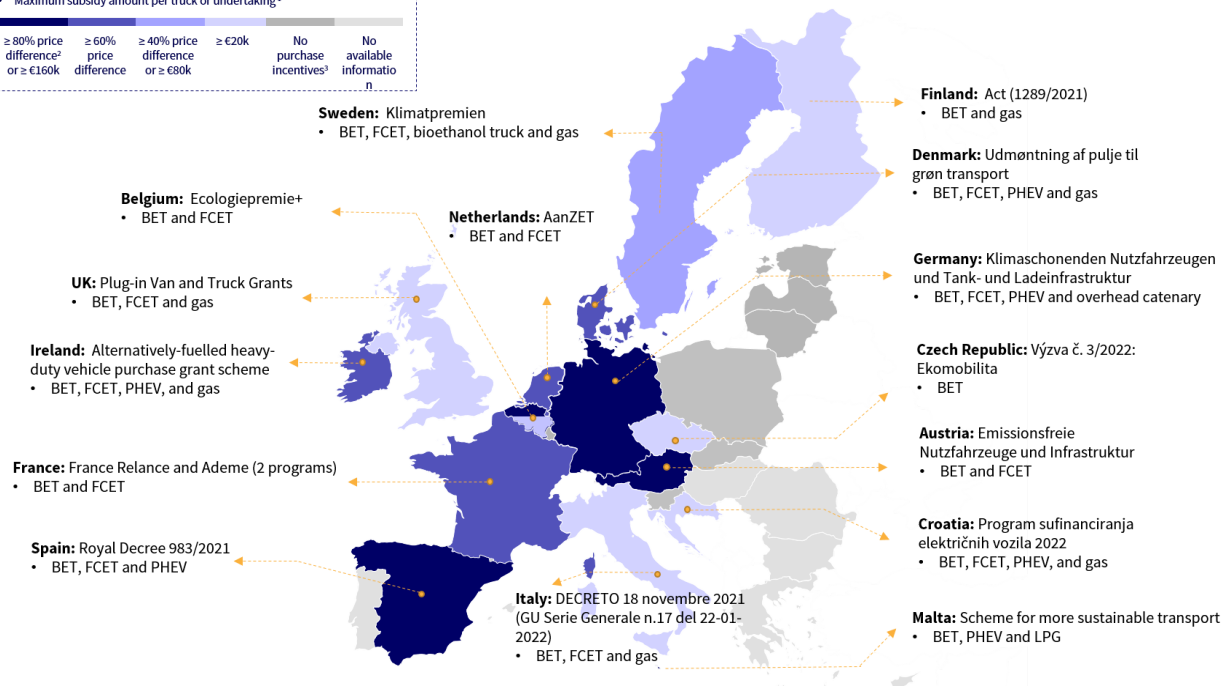 Maximum subsidy amount per truck or undertaking
≥ 80% price
difference²
or ≥ €160k
≥ 60%
price
difference
≥ 40% price
difference
or ≥ €80k
≥ €20k
No
purchase
incentives³
No
available
informatio
n
Sweden: Klimatpremien
• BET, FCET, bioethanol truck and gas
Finland: Act (1289/2021)
• BET and gas
Denmark: Udmøntning af pulje til
grøn transport
• BET, FCET, PHEV and gas
Belgium: Ecologiepremie+
• BET and FCET
Netherlands: AanZET
• BET and FCET
Germany: Klimaschonenden Nutzfahrzeugen
und Tank- und Ladeinfrastruktur
• BET, FCET, PHEV and overhead catenary
UK: Plug-in Van and Truck Grants
• BET, FCET and gas
Ireland: Alternatively-fuelled heavy-
duty vehicle purchase grant scheme
• BET, FCET, PHEV, and gas
Czech Republic: Výzva č. 3/2022:
Ekomobilita
• BET
Austria: Emissionsfreie
Nutzfahrzeuge und Infrastruktur
• BET and FCET
France: France Relance and Ademe (2 programs)
• BET and FCET
Croatia: Program sufinanciranja
električnih vozila 2022
• BET, FCET, PHEV, and gas
Spain: Royal Decree 983/2021
• BET, FCET and PHEV
Italy: DECRETO 18 novembre 2021
(GU Serie Generale n.17 del 22-01-
2022)
• BET, FCET and gas
Malta: Scheme for more sustainable transport
• BET, PHEV and LPG